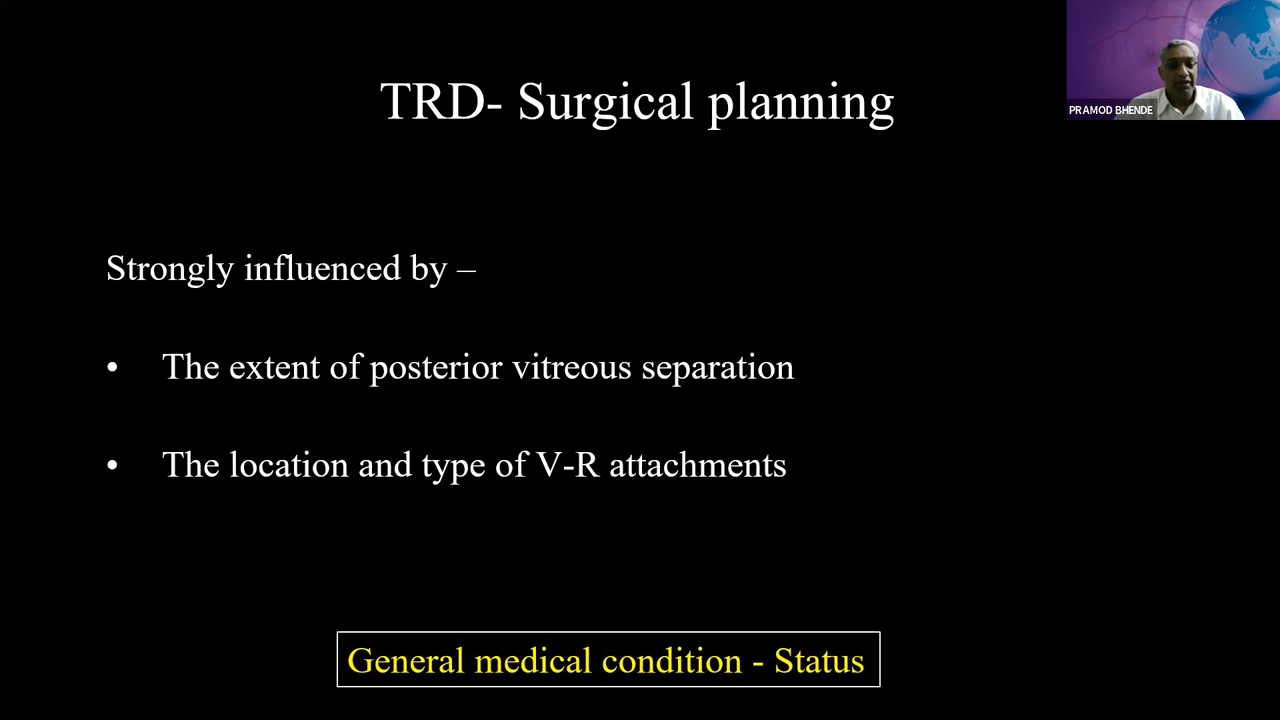 TRD- Surgical planning
PRAMOD BHENDE
Strongly influenced by –
• The extent of posterior vitreous separation
• The location and type of V-R attachments
General medical condition - Status